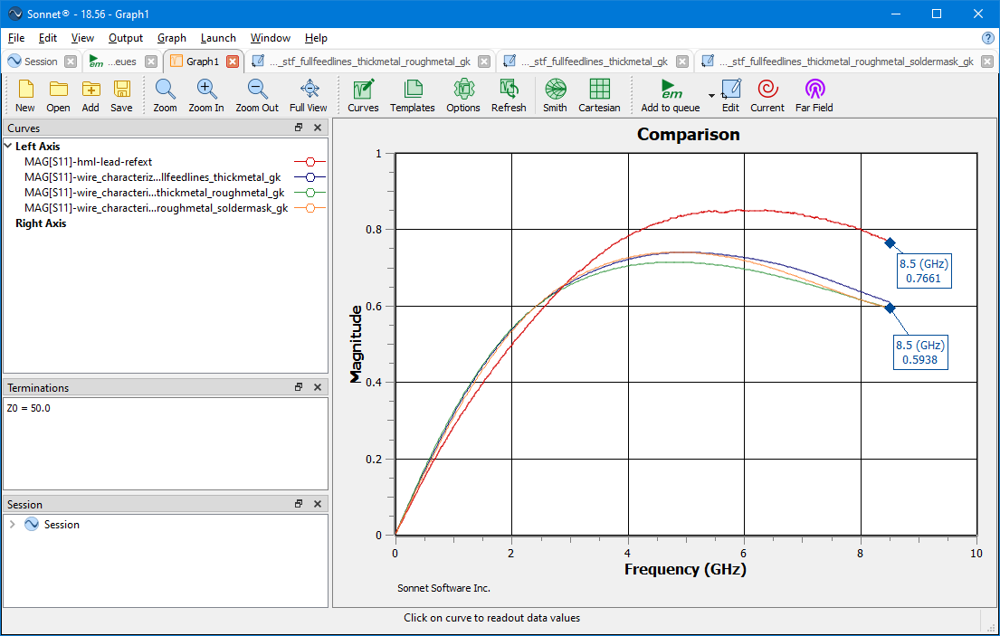 Sonnet® - 18.56 - Graph1
File Edit View Output Graph Launch Window Help
Session
em ...eues
Graph1
..._stf_fullfeedlines_thickmetal_roughmetal_gk
..._stf_fullfeedlines_thickmetal_gk
..._stf_fullfeedlines_thickmetal_roughmetal_soldermask_gk
New Open Add Save Zoom Zoom In Zoom Out Full View Curves Templates Options Refresh Smith Cartesian em Add to queue Edit Current Far Field
Curves
Left Axis
MAG[S11]-hml-lead-refext
MAG[S11]-wire_characteriz...llfeedlines_thickmetal_gk
MAG[S11]-wire_characteri...thickmetal_roughmetal_gk
MAG[S11]-wire_characteri...roughmetal_soldermask_gk
Right Axis
Terminations
Z0 = 50.0
Session
Session
Comparison
1
0.8
0.6
0.4
0.2
0
Magnitude
8.5 (GHz)
0.7661
8.5 (GHz)
0.5938
0 2 4 6 8 10
Frequency (GHz)
Sonnet Software Inc.
Click on curve to readout data values